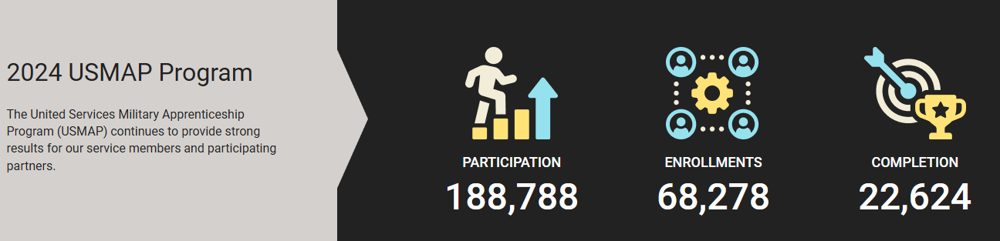 2024 USMAP Program
The United Services Military Apprenticeship
Program (USMAP) continues to provide strong
results for our service members and participating
partners.
PARTICIPATION
188,788
ENROLLMENTS
68,278
COMPLETION
22,624